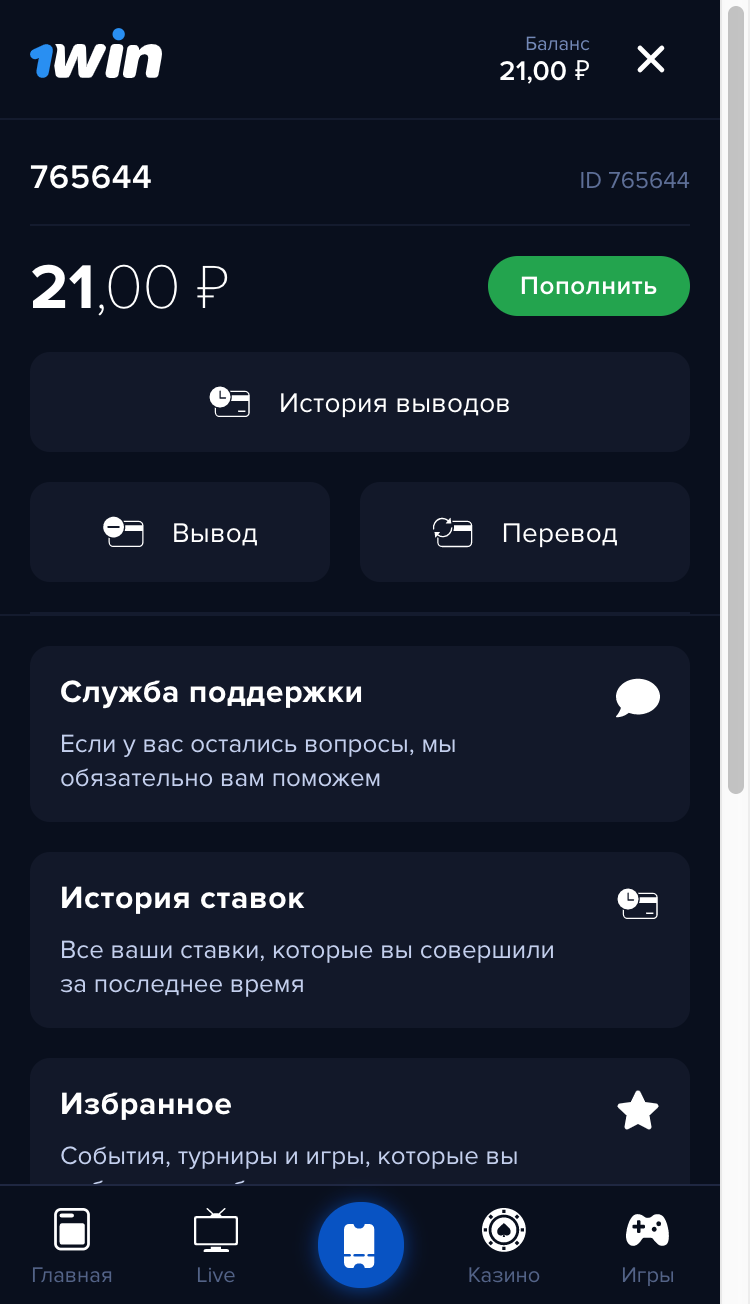 1win
Баланс
21,00 ₽
765644
ID 765644
21,00 ₽
Пополнить
История выводов
Вывод
Перевод
Служба поддержки
Если у вас остались вопросы, мы
обязательно вам поможем
История ставок
Все ваши ставки, которые вы совершили
за последнее время
Избранное
События, турниры и игры, которые вы
Главная
Live
Казино
Игры